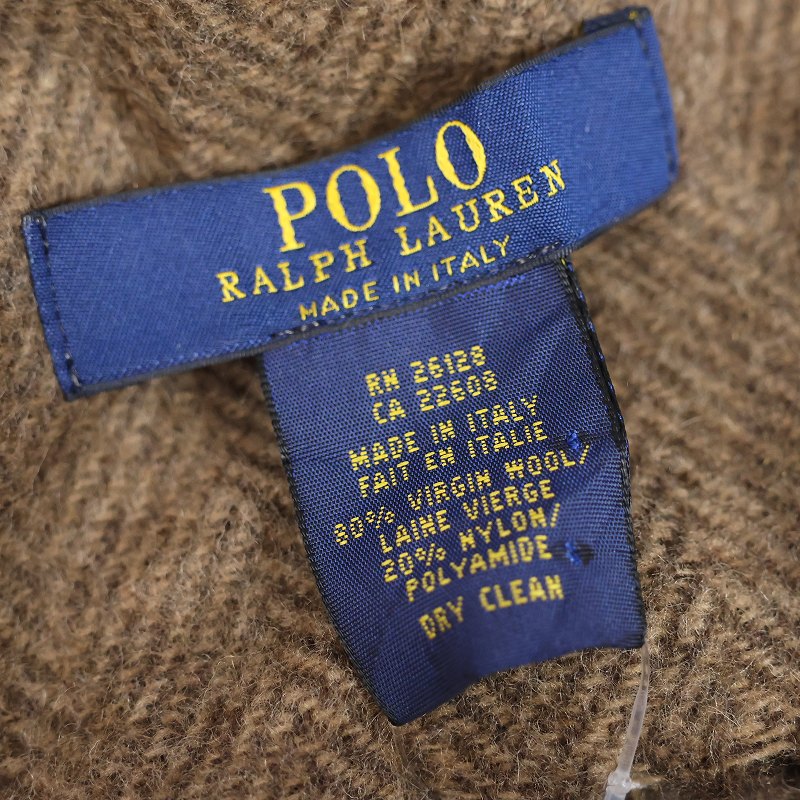 POLO
RALPH LAUREN
MADE IN ITALY
RN 26128
CA 22608
MADE IN ITALY
FAIT EN ITALIE
80% VIRGIN WOOL/
LAINE VIERGE
20% NYLON/
POLYAMIDE
DRY CLEAN